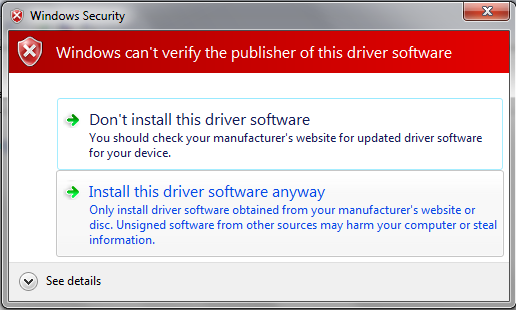 Windows Security
Windows can't verify the publisher of this driver software
Don't install this driver software
You should check your manufacturer's website for updated driver software
for your device.
Install this driver software anyway
Only install driver software obtained from your manufacturer's website or
disc. Unsigned software from other sources may harm your computer or steal
information.
See details